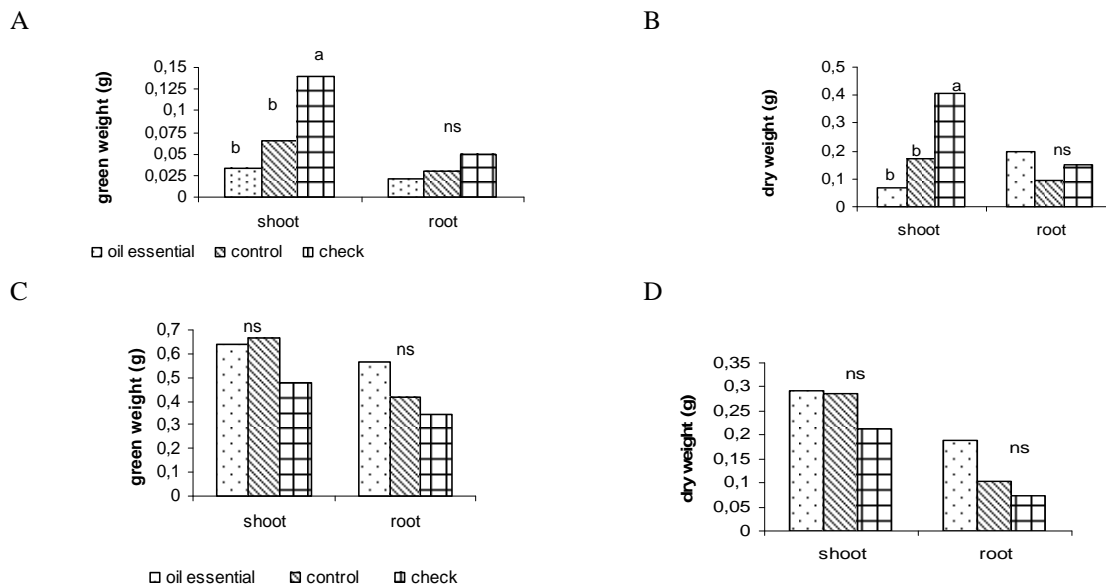 A
green weight (g)
0,15
0,125
0,1
0,075
0,05
0,025
0
b
b
a
ns
shoot
root
oil essential control check
B
dry weight (g)
0,5
0,4
0,3
0,2
0,1
0
b
b
a
ns
shoot
root
C
green weight (g)
0,7
0,6
0,5
0,4
0,3
0,2
0,1
0
ns
ns
shoot
root
oil essential control check
D
dry weight (g)
0,35
0,3
0,25
0,2
0,15
0,1
0,05
0
ns
ns
shoot
root